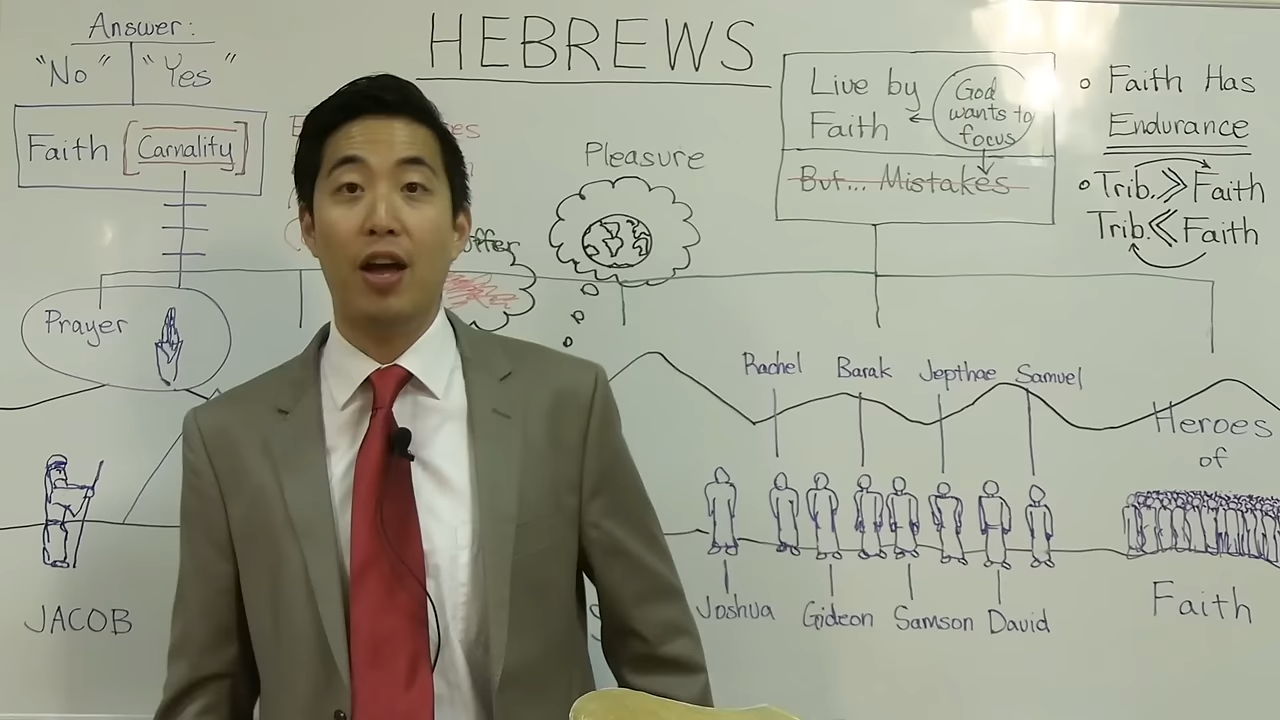 Answer:
"No" "Yes"
Faith [Carnality]
HEBREWS
Pleasure
Live by
Faith
God
wants to
focus
But... Mistakes
Faith Has
Endurance
Trib. >> Faith
Trib. << Faith
Prayer
Rachel Barak Jepthae Samuel
Heroes
of
Faith
JACOB
Joshua Gideon Samson David